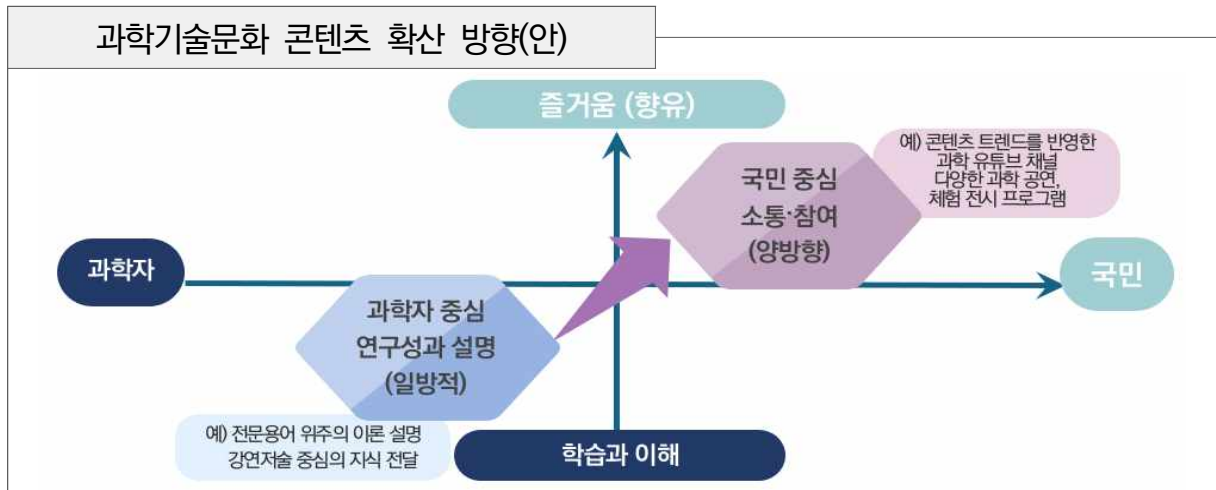 과학기술문화 콘텐츠 확산 방향(안)
즐거움 (향유)
예) 콘텐츠 트렌드를 반영한
과학 유튜브 채널
다양한 과학 공연,
체험 전시 프로그램
국민 중심
소통·참여
(양방향)
과학자
국민
과학자 중심
연구성과 설명
(일방적)
예) 전문용어 위주의 이론 설명
강연저술 중심의 지식 전달
학습과 이해